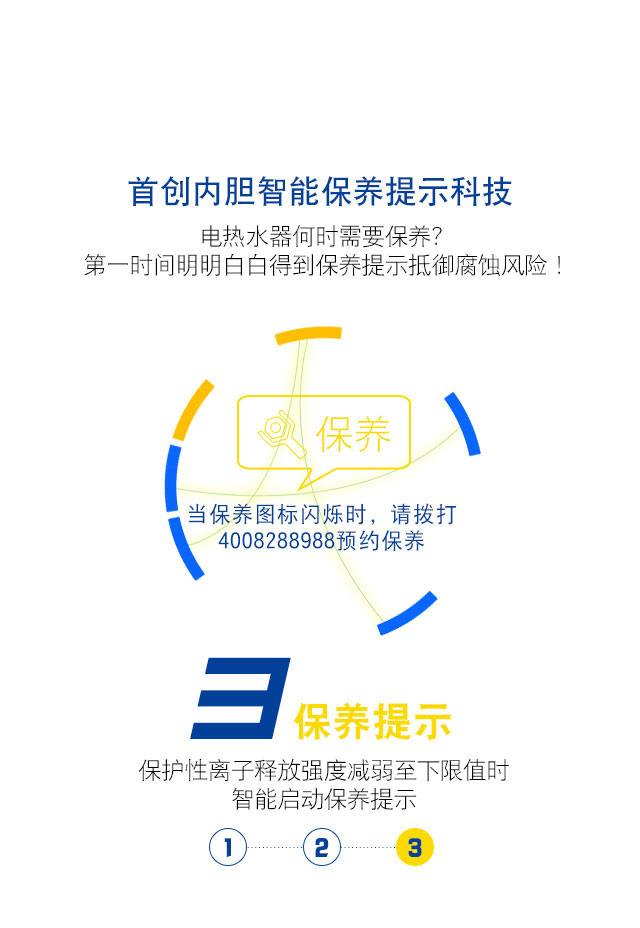 首创内胆智能保养提示科技
电热水器何时需要保养?
第一时间明明白白得到保养提示抵御腐蚀风险！
保养
当保养图标闪烁时，请拨打
4008288988预约保养
3 保养提示
保护性离子释放强度减弱至下限值时
智能启动保养提示
1 2 3